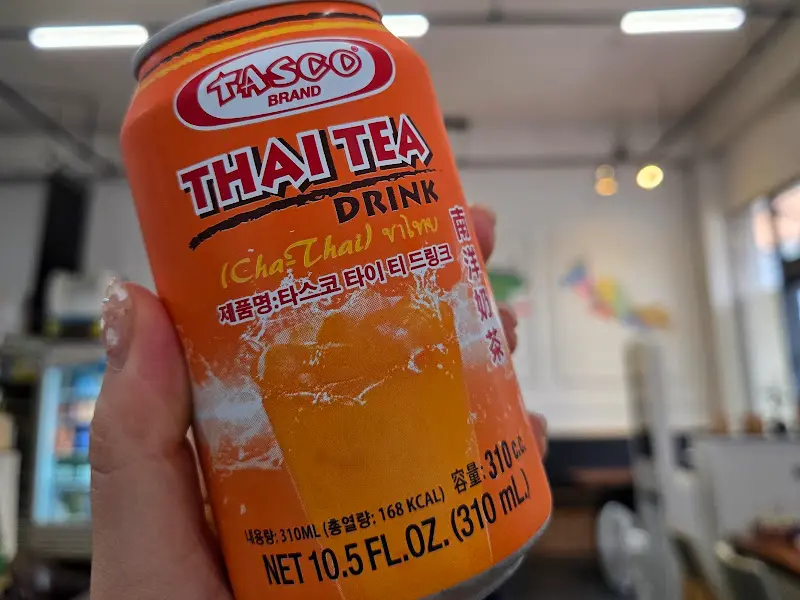 TASCO®
BRAND
THAI TEA
DRINK
(Cha-Thai) ชาไทย
제품명:타스코 타이 티 드링크
南洋奶茶
내용량: 310ML (총열량: 168 KCAL)
容量: 310 c.c.
NET 10.5 FL.OZ. (310 mL.)